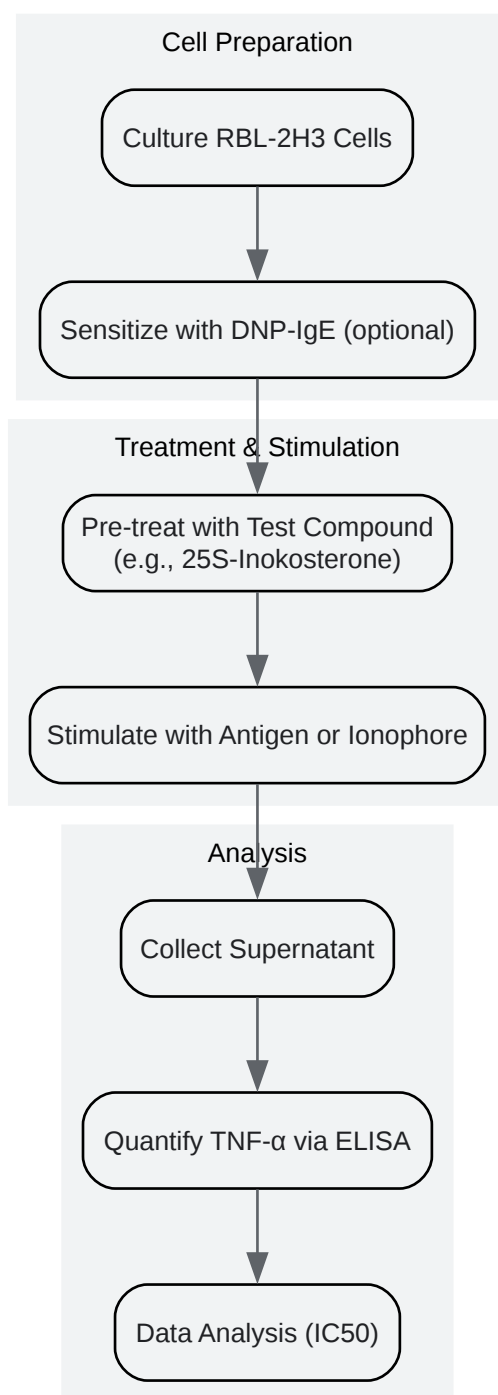 Cell Preparation
Culture RBL-2H3 Cells
Sensitize with DNP-IgE (optional)
Treatment & Stimulation
Pre-treat with Test Compound
(e.g., 25S-Inokosterone)
Stimulate with Antigen or Ionophore
Analysis
Collect Supernatant
Quantify TNF-α via ELISA
Data Analysis (IC50)